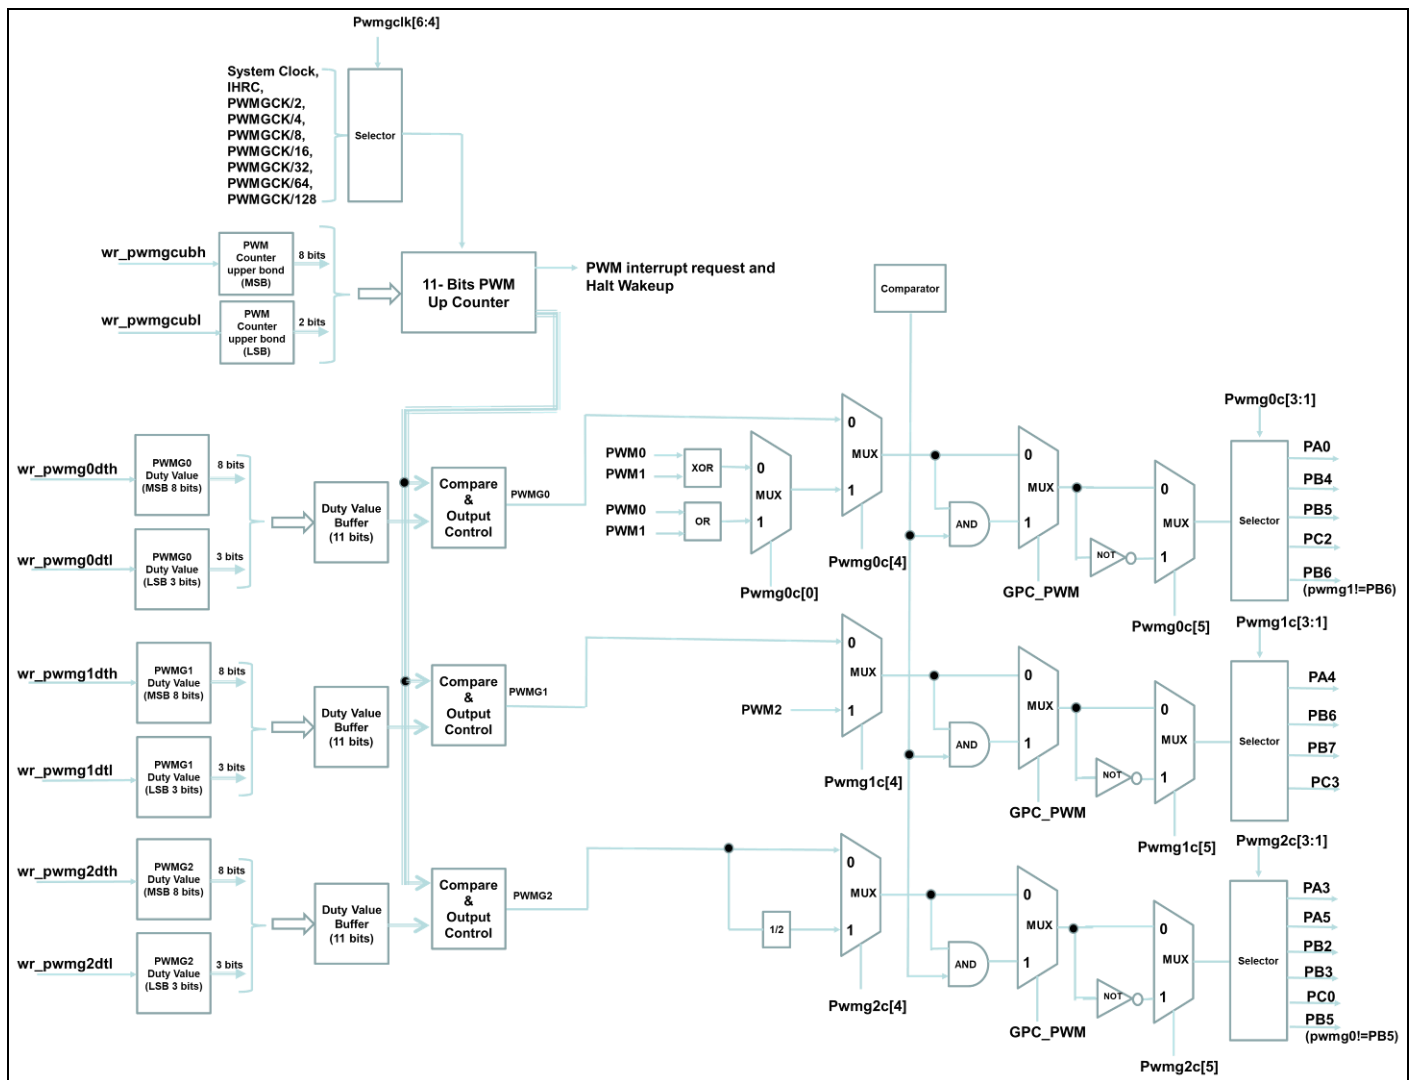 Pwmgclk[6:4]
System Clock,
IHRC,
PWMGCK/2,
PWMGCK/4,
PWMGCK/8,
PWMGCK/16,
PWMGCK/32,
PWMGCK/64,
PWMGCK/128
Selector
wr_pwmgcubh
PWM
Counter
upper bond
(MSB)
8 bits
wr_pwmgcubl
PWM
Counter
upper bond
(LSB)
2 bits
11- Bits PWM
Up Counter
PWM interrupt request and
Halt Wakeup
Comparator
wr_pwmg0dth
PWMG0
Duty Value
(MSB 8 bits)
8 bits
wr_pwmg0dtl
PWMG0
Duty Value
(LSB 3 bits)
3 bits
Duty Value
Buffer
(11 bits)
Compare
&
Output
Control
PWMG0
PWM0
PWM1
XOR
PWM0
PWM1
OR
0
MUX
1
Pwmg0c[0]
0
MUX
1
Pwmg0c[4]
AND
0
MUX
1
GPC_PWM
NOT
0
MUX
1
Pwmg0c[5]
Pwmg0c[3:1]
Selector
PA0
PB4
PB5
PC2
PB6
(pwmg1!=PB6)
wr_pwmg1dth
PWMG1
Duty Value
(MSB 8 bits)
8 bits
wr_pwmg1dtl
PWMG1
Duty Value
(LSB 3 bits)
3 bits
Duty Value
Buffer
(11 bits)
Compare
&
Output
Control
PWMG1
PWM2
0
MUX
1
Pwmg1c[4]
AND
0
MUX
1
GPC_PWM
NOT
0
MUX
1
Pwmg1c[5]
Pwmg1c[3:1]
Selector
PA4
PB6
PB7
PC3
wr_pwmg2dth
PWMG2
Duty Value
(MSB 8 bits)
8 bits
wr_pwmg2dtl
PWMG2
Duty Value
(LSB 3 bits)
3 bits
Duty Value
Buffer
(11 bits)
Compare
&
Output
Control
PWMG2
1/2
0
MUX
1
Pwmg2c[4]
AND
0
MUX
1
GPC_PWM
NOT
0
MUX
1
Pwmg2c[5]
Pwmg2c[3:1]
Selector
PA3
PA5
PB2
PB3
PC0
PB5
(pwmg0!=PB5)